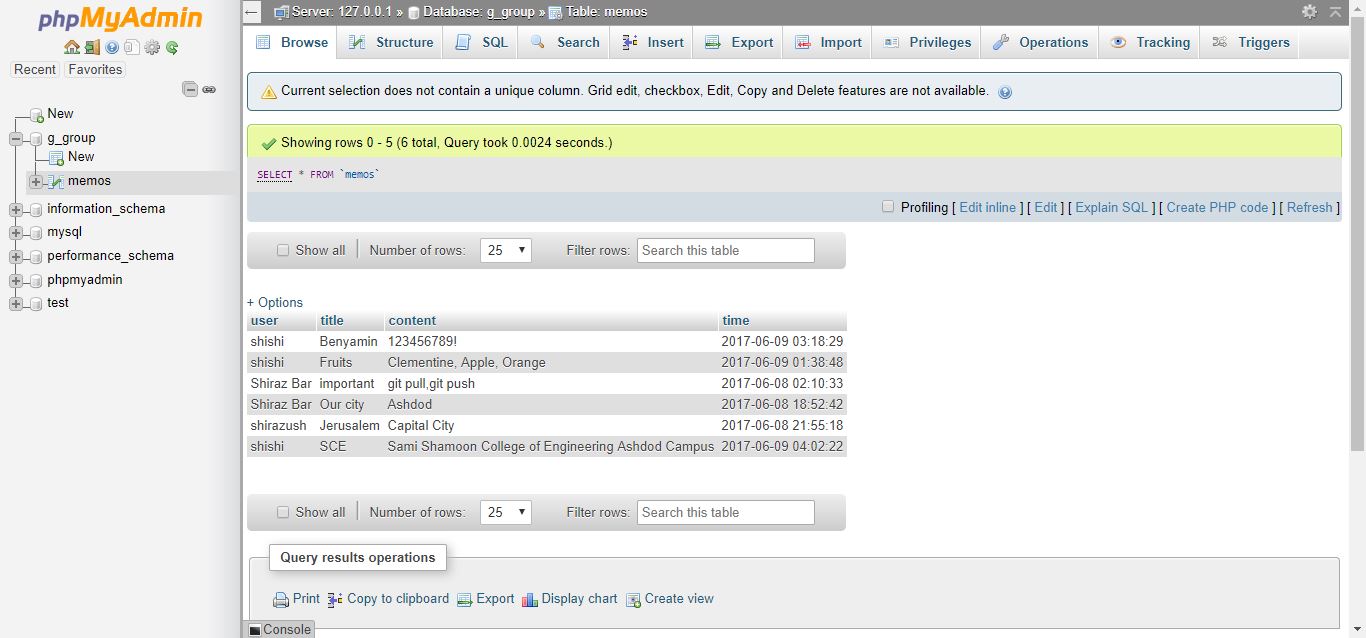 phpMyAdmin
Recent Favorites
New
g_group
New
memos
information_schema
mysql
performance_schema
phpmyadmin
test
Server: 127.0.0.1 » Database: g_group » Table: memos
Browse Structure SQL Search Insert Export Import Privileges Operations Tracking Triggers
Current selection does not contain a unique column. Grid edit, checkbox, Edit, Copy and Delete features are not available.
Showing rows 0 - 5 (6 total, Query took 0.0024 seconds.)
SELECT * FROM `memos`
Profiling [ Edit inline ] [ Edit ] [ Explain SQL ] [ Create PHP code ] [ Refresh ]
Show all | Number of rows: 25 Filter rows: Search this table
+ Options
user title content time
shishi Benyamin 123456789! 2017-06-09 03:18:29
shishi Fruits Clementine, Apple, Orange 2017-06-09 01:38:48
Shiraz Bar important git pull,git push 2017-06-08 02:10:33
Shiraz Bar Our city Ashdod 2017-06-08 18:52:42
shirazush Jerusalem Capital City 2017-06-08 21:55:18
shishi SCE Sami Shamoon College of Engineering Ashdod Campus 2017-06-09 04:02:22
Show all | Number of rows: 25 Filter rows: Search this table
Query results operations
Print Copy to clipboard Export Display chart Create view
Console